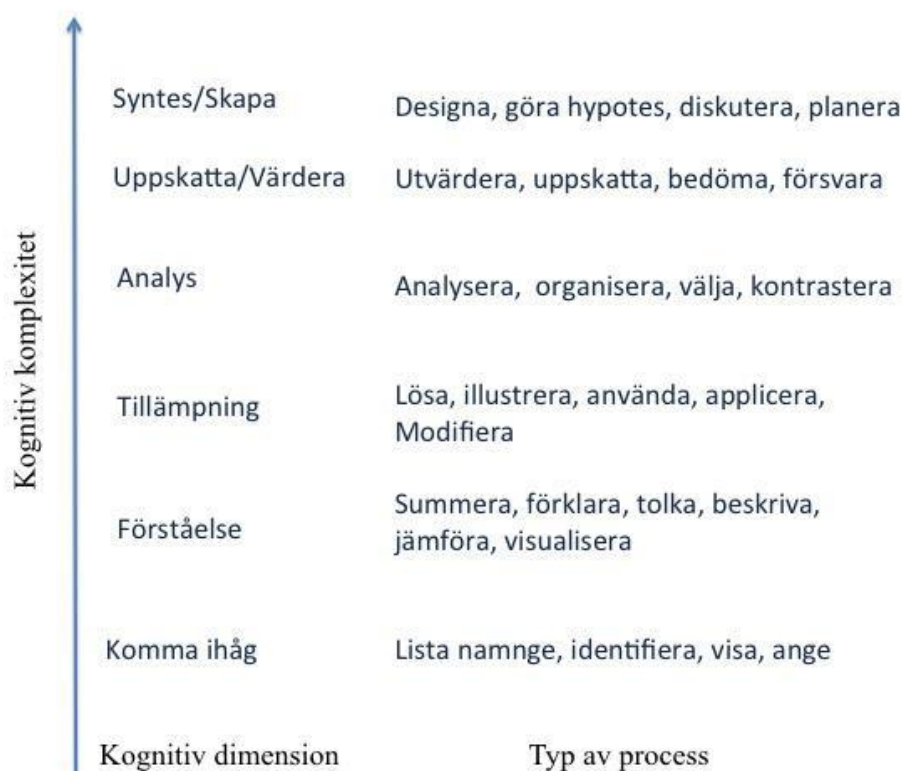 Syntes/Skapa
Designa, göra hypotes, diskutera, planera
Uppskatta/Värdera
Utvärdera, uppskatta, bedöma, försvara
Analys
Analysera, organisera, välja, kontrastera
Tillämpning
Lösa, illustrera, använda, applicera,
Modifiera
Förståelse
Summera, förklara, tolka, beskriva,
jämföra, visualisera
Komma ihåg
Lista namnge, identifiera, visa, ange
Kognitiv komplexitet
Kognitiv dimension
Typ av process